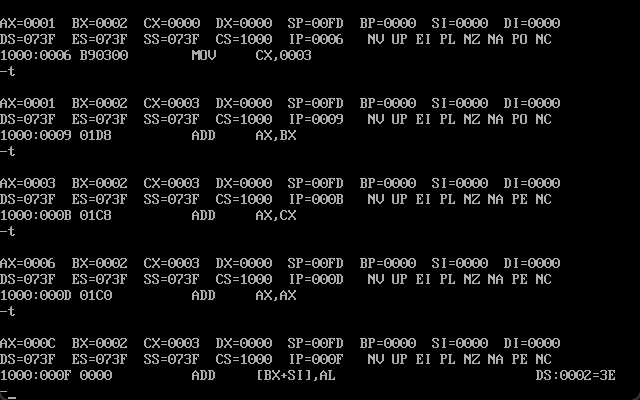 AX=0001  BX=0002  CX=0000  DX=0000  SP=00FD  BP=0000  SI=0000  DI=0000
DS=073F  ES=073F  SS=073F  CS=1000  IP=0006   NV UP EI PL NZ NA PO NC
1000:0006 B90300        MOV     CX,0003
-t

AX=0001  BX=0002  CX=0003  DX=0000  SP=00FD  BP=0000  SI=0000  DI=0000
DS=073F  ES=073F  SS=073F  CS=1000  IP=0009   NV UP EI PL NZ NA PO NC
1000:0009 01D8          ADD     AX,BX
-t

AX=0003  BX=0002  CX=0003  DX=0000  SP=00FD  BP=0000  SI=0000  DI=0000
DS=073F  ES=073F  SS=073F  CS=1000  IP=000B   NV UP EI PL NZ NA PE NC
1000:000B 01C8          ADD     AX,CX
-t

AX=0006  BX=0002  CX=0003  DX=0000  SP=00FD  BP=0000  SI=0000  DI=0000
DS=073F  ES=073F  SS=073F  CS=1000  IP=000D   NV UP EI PL NZ NA PE NC
1000:000D 01C0          ADD     AX,AX
-t

AX=000C  BX=0002  CX=0003  DX=0000  SP=00FD  BP=0000  SI=0000  DI=0000
DS=073F  ES=073F  SS=073F  CS=1000  IP=000F   NV UP EI PL NZ NA PE NC
1000:000F 0000          ADD     [BX+SI],AL                         DS:0002=3E
-_